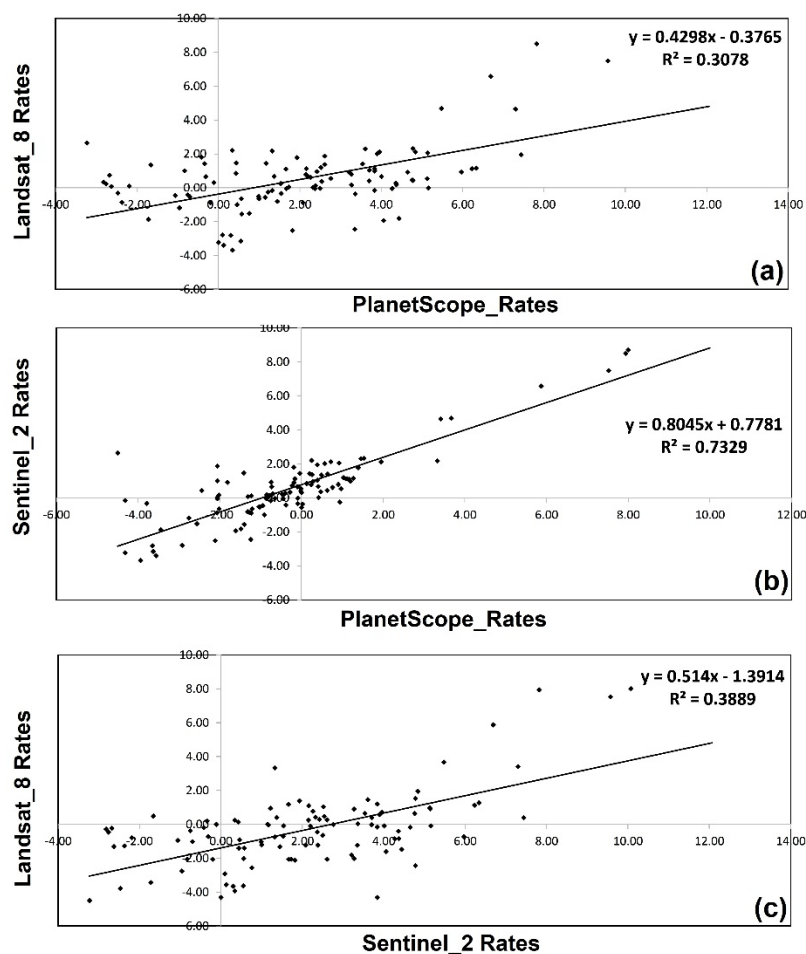 10.00
y = 0.4298x - 0.3765
R² = 0.3078
8.00
6.00
4.00
2.00
0.00
-4.00 -2.00 0.00 2.00 4.00 6.00 8.00 10.00 12.00 14.00
-2.00
-4.00
-6.00
Landsat_8 Rates
(a)
PlanetScope_Rates
10.00
8.00
6.00
y = 0.8045x + 0.7781
R² = 0.7329
4.00
2.00
0.00
-6.00 -4.00 -2.00 0.00 2.00 4.00 6.00 8.00 10.00 12.00
-2.00
-4.00
-6.00
Sentinel_2 Rates
(b)
PlanetScope_Rates
10.00
y = 0.514x - 1.3914
R² = 0.3889
8.00
6.00
4.00
2.00
0.00
-4.00 -2.00 0.00 2.00 4.00 6.00 8.00 10.00 12.00 14.00
-2.00
-4.00
-6.00
Landsat_8 Rates
(c)
Sentinel_2 Rates